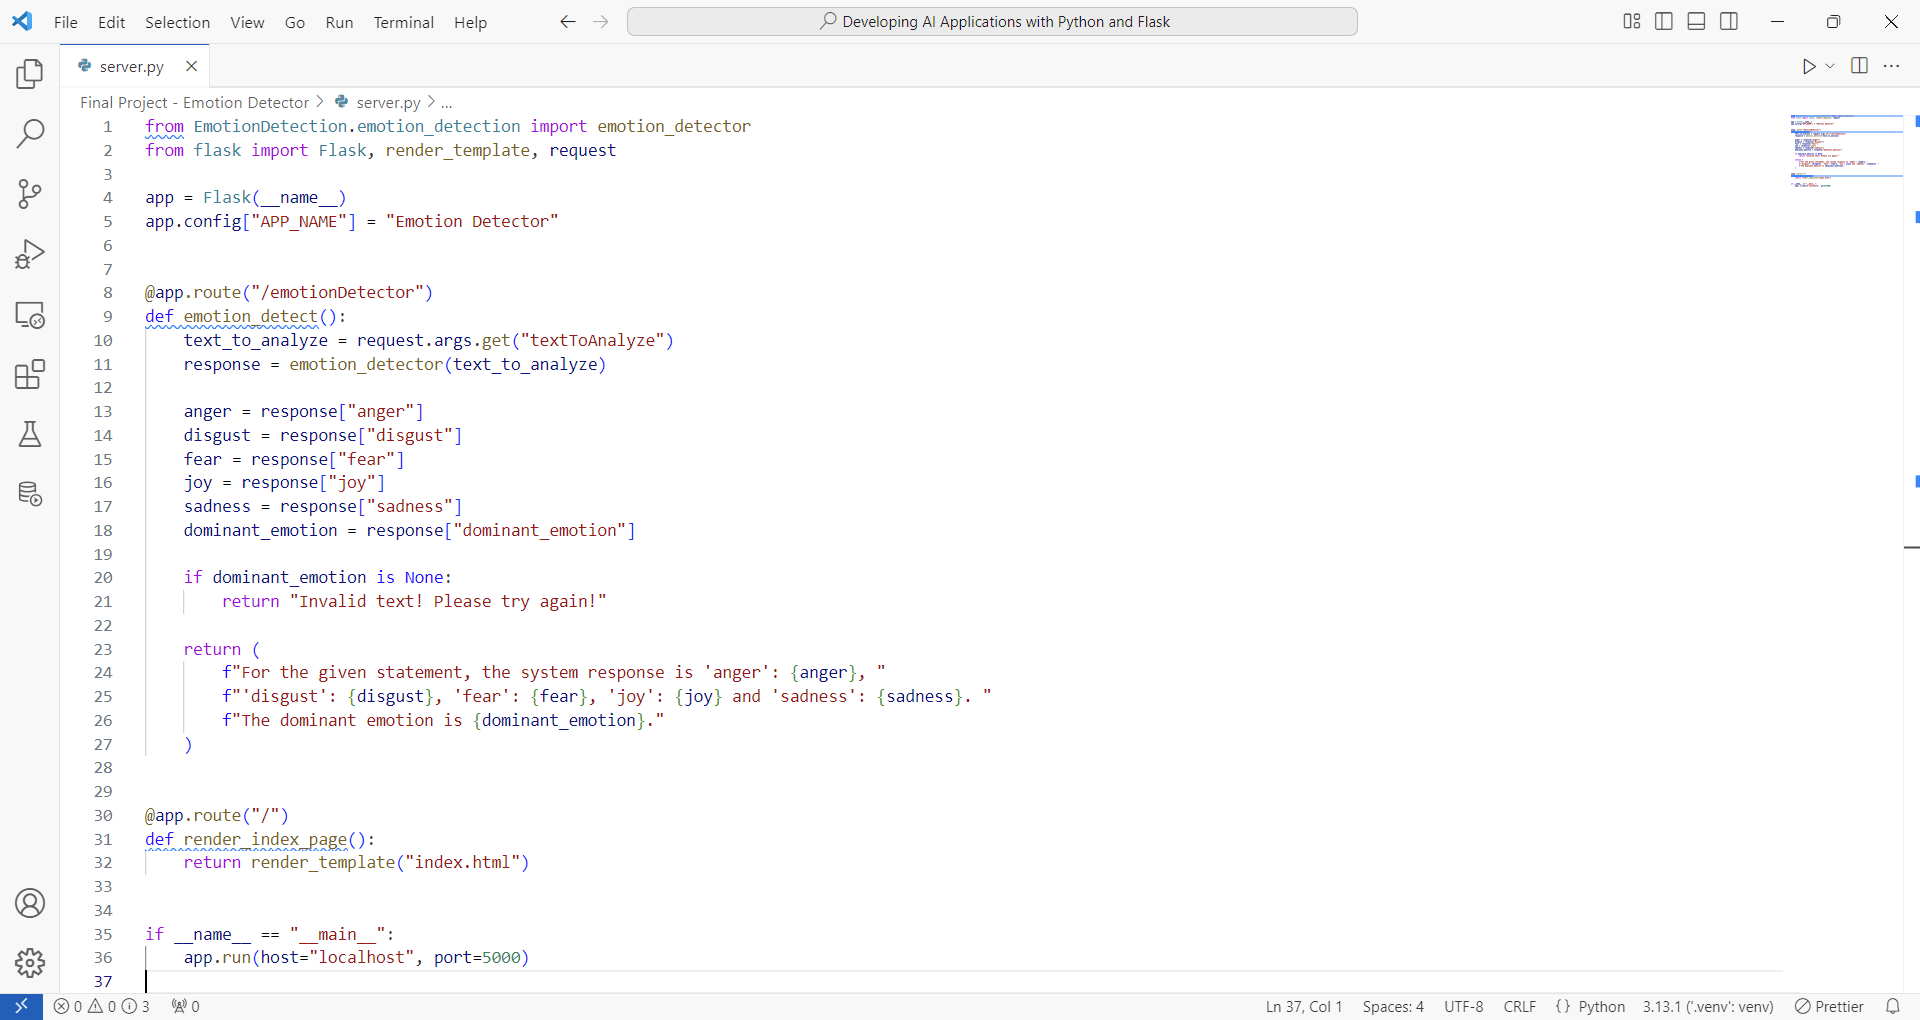 File Edit Selection View Go Run Terminal Help Developing AI Applications with Python and Flask
server.py
Final Project - Emotion Detector > server.py > ...
1 from EmotionDetection.emotion_detection import emotion_detector
2 from flask import Flask, render_template, request
3
4 app = Flask(__name__)
5 app.config["APP_NAME"] = "Emotion Detector"
6
7
8 @app.route("/emotionDetector")
9 def emotion_detect():
10 text_to_analyze = request.args.get("textToAnalyze")
11 response = emotion_detector(text_to_analyze)
12
13 anger = response["anger"]
14 disgust = response["disgust"]
15 fear = response["fear"]
16 joy = response["joy"]
17 sadness = response["sadness"]
18 dominant_emotion = response["dominant_emotion"]
19
20 if dominant_emotion is None:
21 return "Invalid text! Please try again!"
22
23 return (
24 f"For the given statement, the system response is 'anger': {anger}, "
25 f"'disgust': {disgust}, 'fear': {fear}, 'joy': {joy} and 'sadness': {sadness}. "
26 f"The dominant emotion is {dominant_emotion}."
27 )
28
29
30 @app.route("/")
31 def render_index_page():
32 return render_template("index.html")
33
34
35 if __name__ == "__main__":
36 app.run(host="localhost", port=5000)
37
0 0 3 0 Ln 37, Col 1 Spaces: 4 UTF-8 CRLF {} Python 3.13.1 ('.venv': venv) Prettier